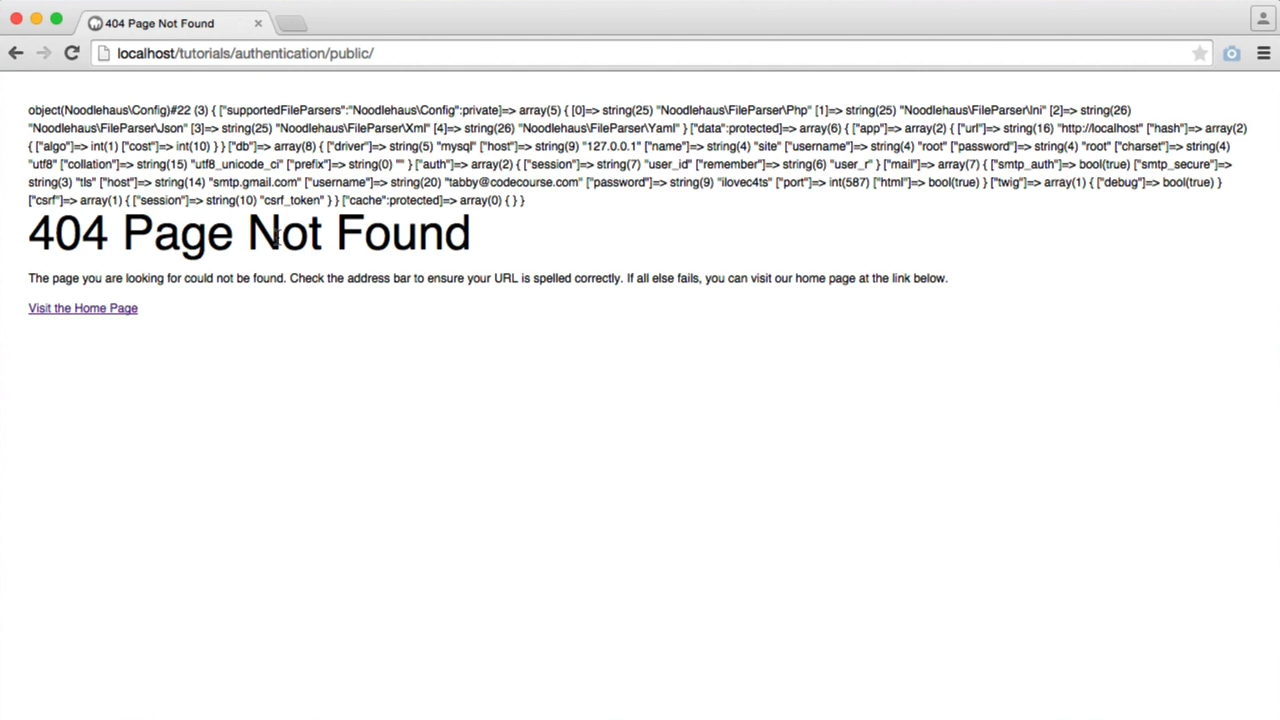 404 Page Not Found
localhost/tutorials/authentication/public/
object(Noodlehaus\Config)#22 (3) { ["supportedFileParsers":"Noodlehaus\Config":private]=> array(5) { [0]=> string(25) "Noodlehaus\FileParser\Php" [1]=> string(25) "Noodlehaus\FileParser\Ini" [2]=> string(26)
"Noodlehaus\FileParser\Json" [3]=> string(25) "Noodlehaus\FileParser\Xml" [4]=> string(26) "Noodlehaus\FileParser\Yaml" } ["data":protected]=> array(6) { ["app"]=> array(2) { ["url"]=> string(16) "http://localhost" ["hash"]=> array(2)
{ ["algo"]=> int(1) ["cost"]=> int(10) } } ["db"]=> array(8) { ["driver"]=> string(5) "mysql" ["host"]=> string(9) "127.0.0.1" ["name"]=> string(4) "site" ["username"]=> string(4) "root" ["password"]=> string(4) "root" ["charset"]=> string(4)
"utf8" ["collation"]=> string(15) "utf8_unicode_ci" ["prefix"]=> string(0) "" } ["auth"]=> array(2) { ["session"]=> string(7) "user_id" ["remember"]=> string(6) "user_r" } ["mail"]=> array(7) { ["smtp_auth"]=> bool(true) ["smtp_secure"]=>
string(3) "tls" ["host"]=> string(14) "smtp.gmail.com" ["username"]=> string(20) "tabby@codecourse.com" ["password"]=> string(9) "ilovec4ts" ["port"]=> int(587) ["html"]=> bool(true) } ["twig"]=> array(1) { ["debug"]=> bool(true) }
["csrf"]=> array(1) { ["session"]=> string(10) "csrf_token" } } ["cache":protected]=> array(0) { } }
404 Page Not Found
The page you are looking for could not be found. Check the address bar to ensure your URL is spelled correctly. If all else fails, you can visit our home page at the link below.
Visit the Home Page